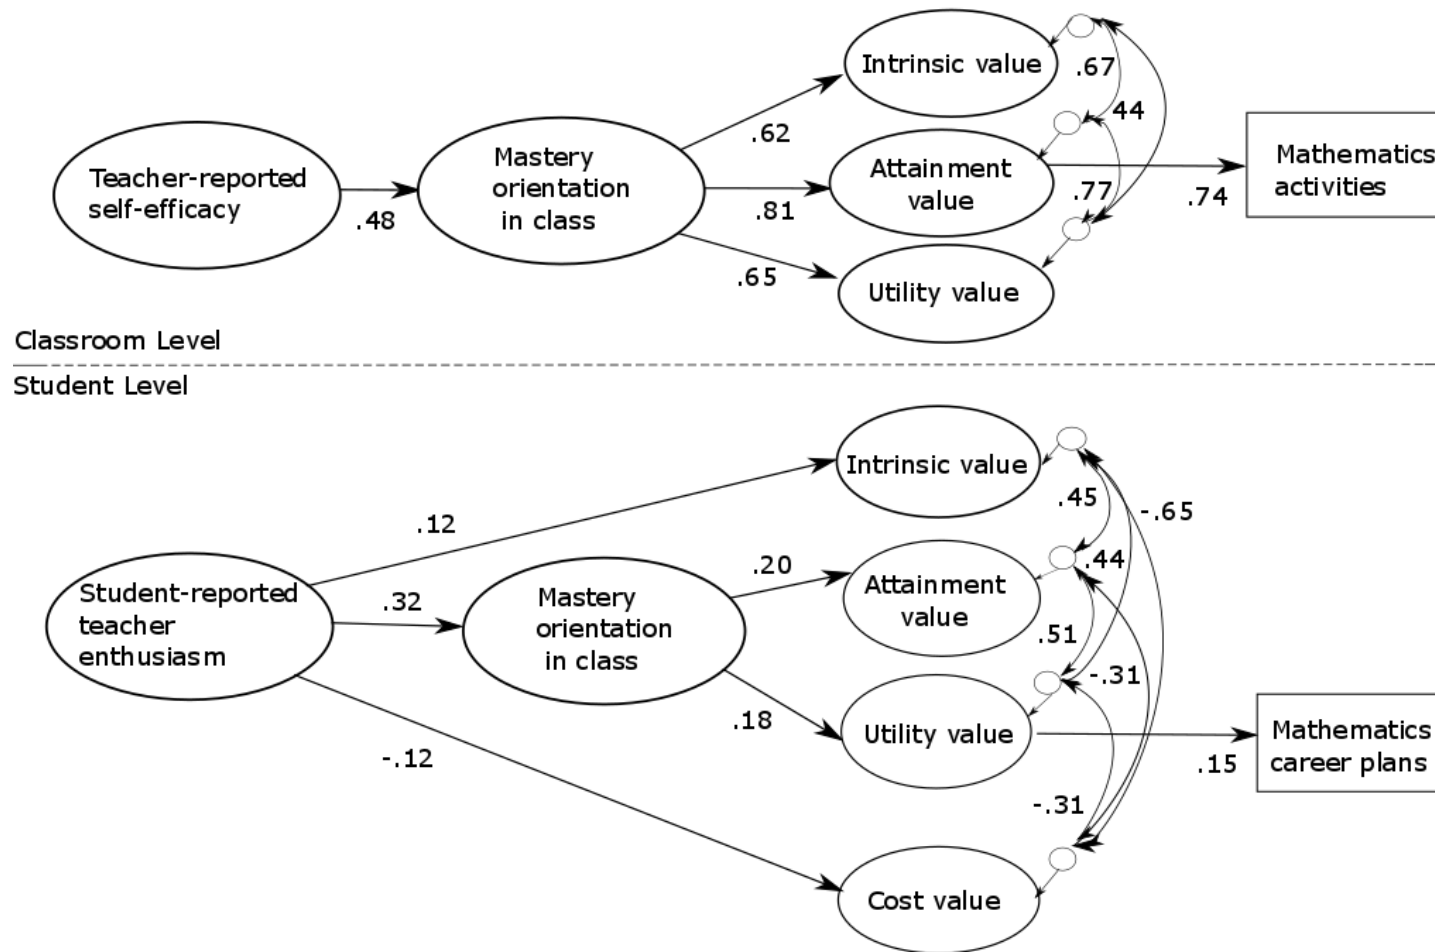 Intrinsic value
.67
44
.62
Teacher-reported
self-efficacy
.48
Mastery
orientation
in class
.81
Attainment
value
.77
.74
Mathematics
activities
.65
Utility value
Classroom Level
Student Level
Intrinsic value
.45
-.65
.12
.44
.20
Attainment
value
Student-reported
teacher
enthusiasm
.32
Mastery
orientation
in class
.51
-.31
.18
Utility value
.15
Mathematics
career plans
-.12
-.31
Cost value